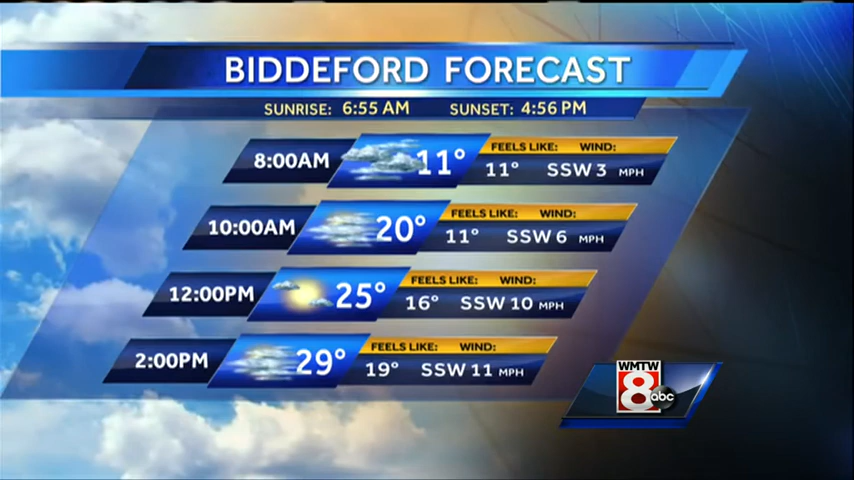 BIDDEFORD FORECAST
SUNRISE: 6:55 AM SUNSET: 4:56 PM
8:00AM 11° FEELS LIKE: 11° WIND: SSW 3 MPH
10:00AM 20° FEELS LIKE: 11° WIND: SSW 6 MPH
12:00PM 25° FEELS LIKE: 16° WIND: SSW 10 MPH
2:00PM 29° FEELS LIKE: 19° WIND: SSW 11 MPH
WMTW
8 abc